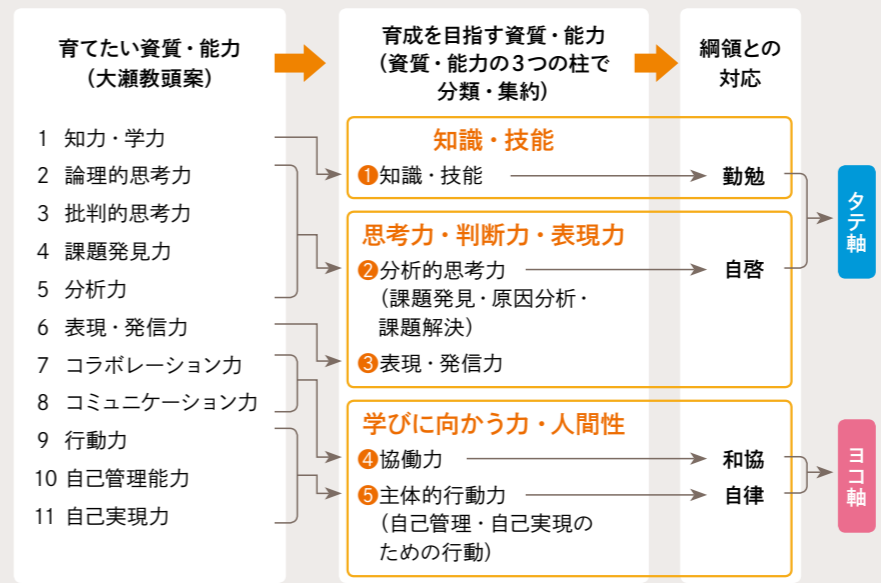 育てたい資質・能力
（大瀬教頭案）
1 知力・学力
2 論理的思考力
3 批判的思考力
4 課題発見力
5 分析力
6 表現・発信力
7 コラボレーション力
8 コミュニケーション力
9 行動力
10 自己管理能力
11 自己実現力
育成を目指す資質・能力
（資質・能力の3つの柱で
分類・集約）
知識・技能
❶知識・技能
思考力・判断力・表現力
❷分析的思考力
（課題発見・原因分析・
課題解決）
❸表現・発信力
学びに向かう力・人間性
❹協働力
❺主体的行動力
（自己管理・自己実現の
ための行動）
綱領との
対応
勤勉
自啓
和協
自律
タテ軸
ヨコ軸